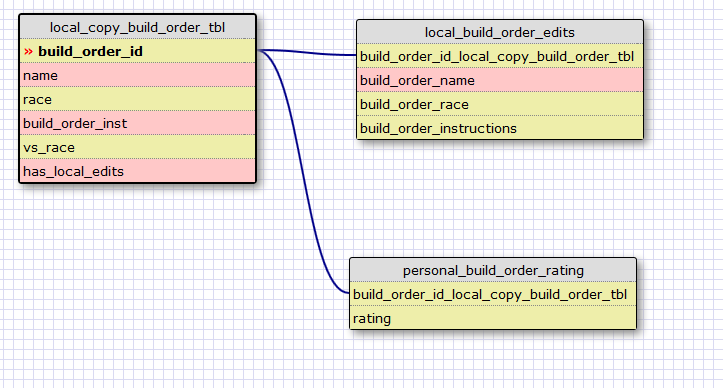 local_copy_build_order_tbl
» build_order_id
name
race
build_order_inst
vs_race
has_local_edits
local_build_order_edits
build_order_id_local_copy_build_order_tbl
build_order_name
build_order_race
build_order_instructions
personal_build_order_rating
build_order_id_local_copy_build_order_tbl
rating